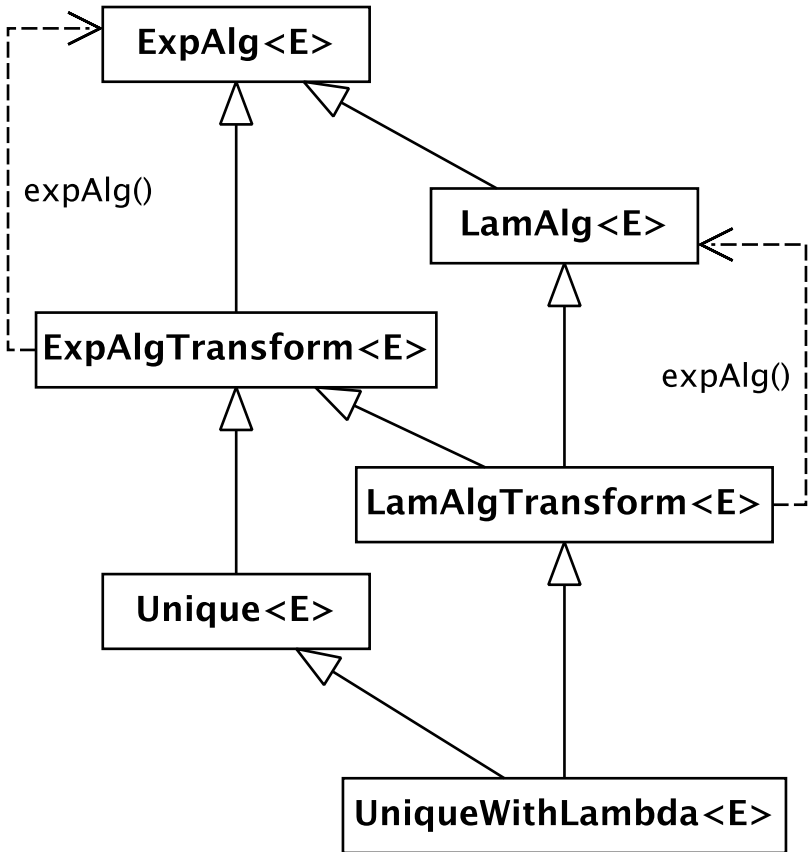 ExpAlg<E>
expAlg()
LamAlg<E>
ExpAlgTransform<E>
expAlg()
LamAlgTransform<E>
Unique<E>
UniqueWithLambda<E>